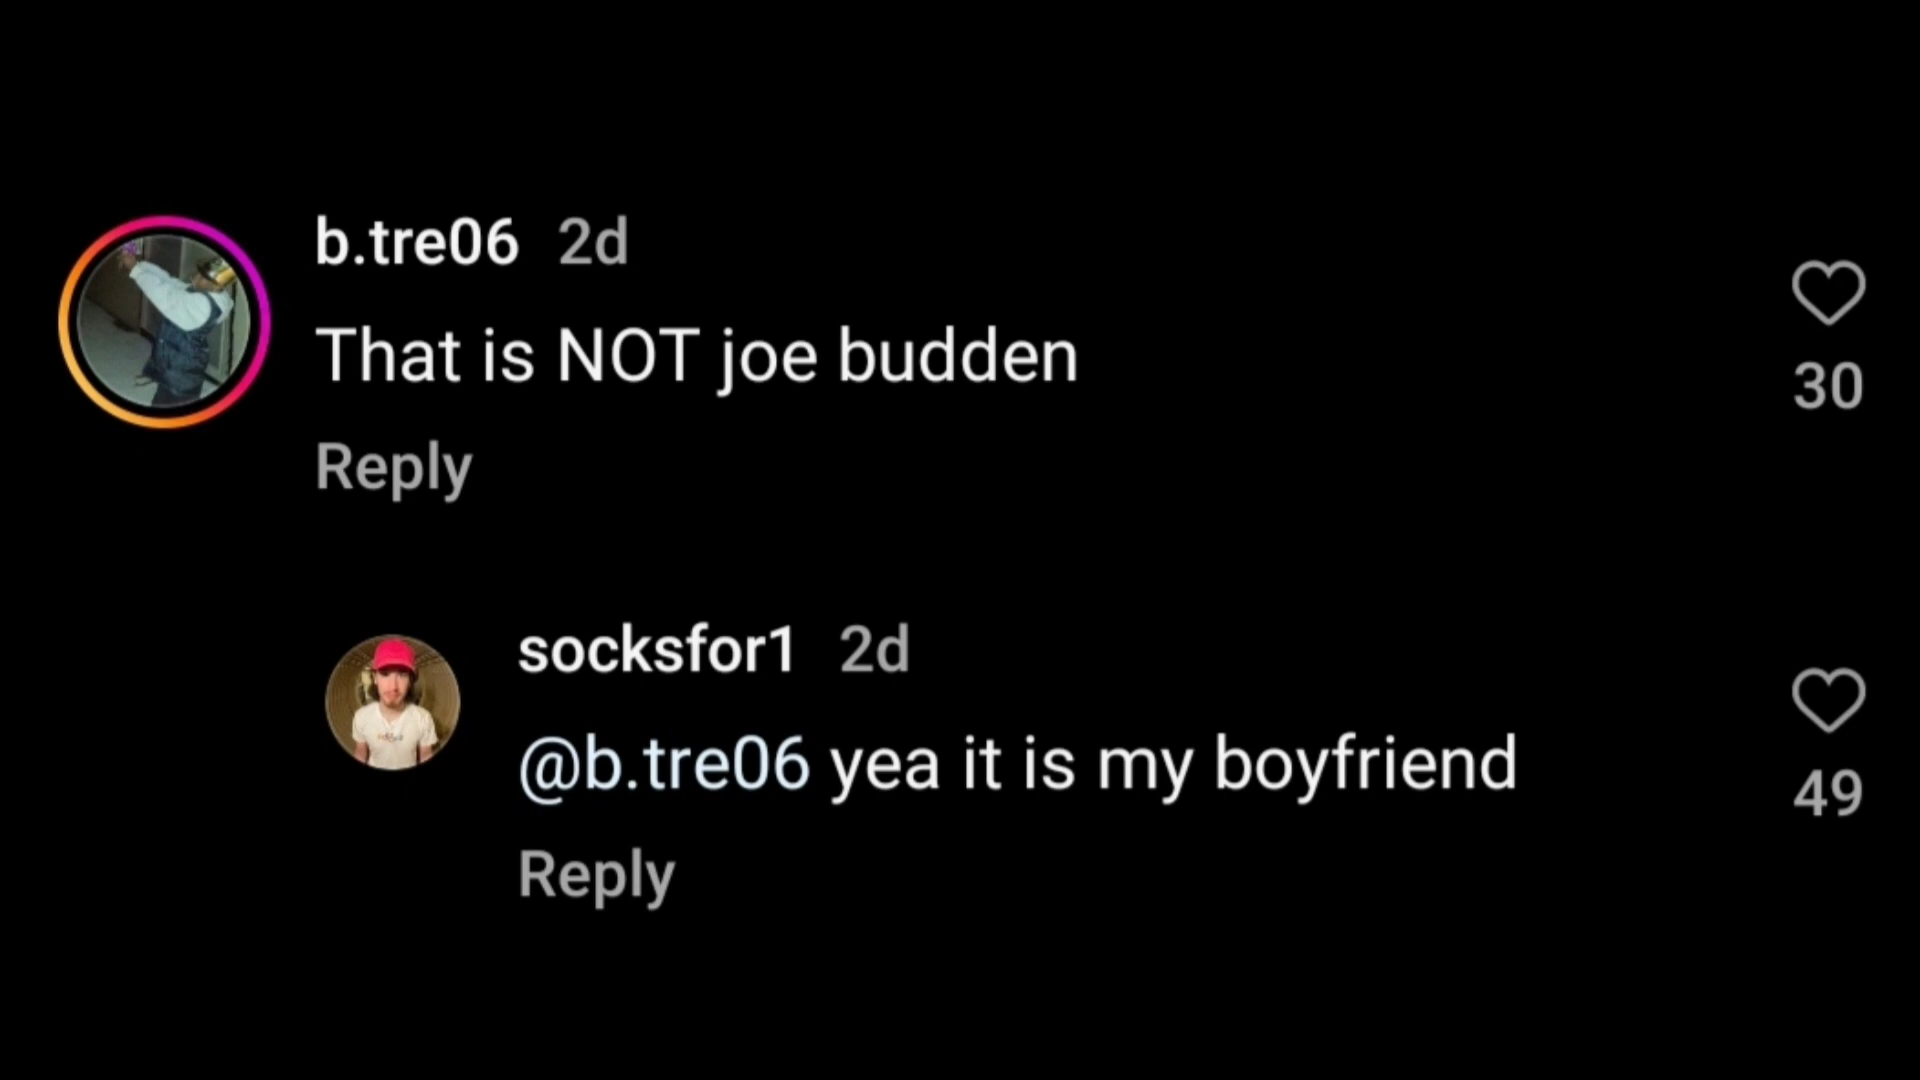 b.tre06 2d
That is NOT joe budden
30
Reply
socksfor1 2d
@b.tre06 yea it is my boyfriend
49
Reply